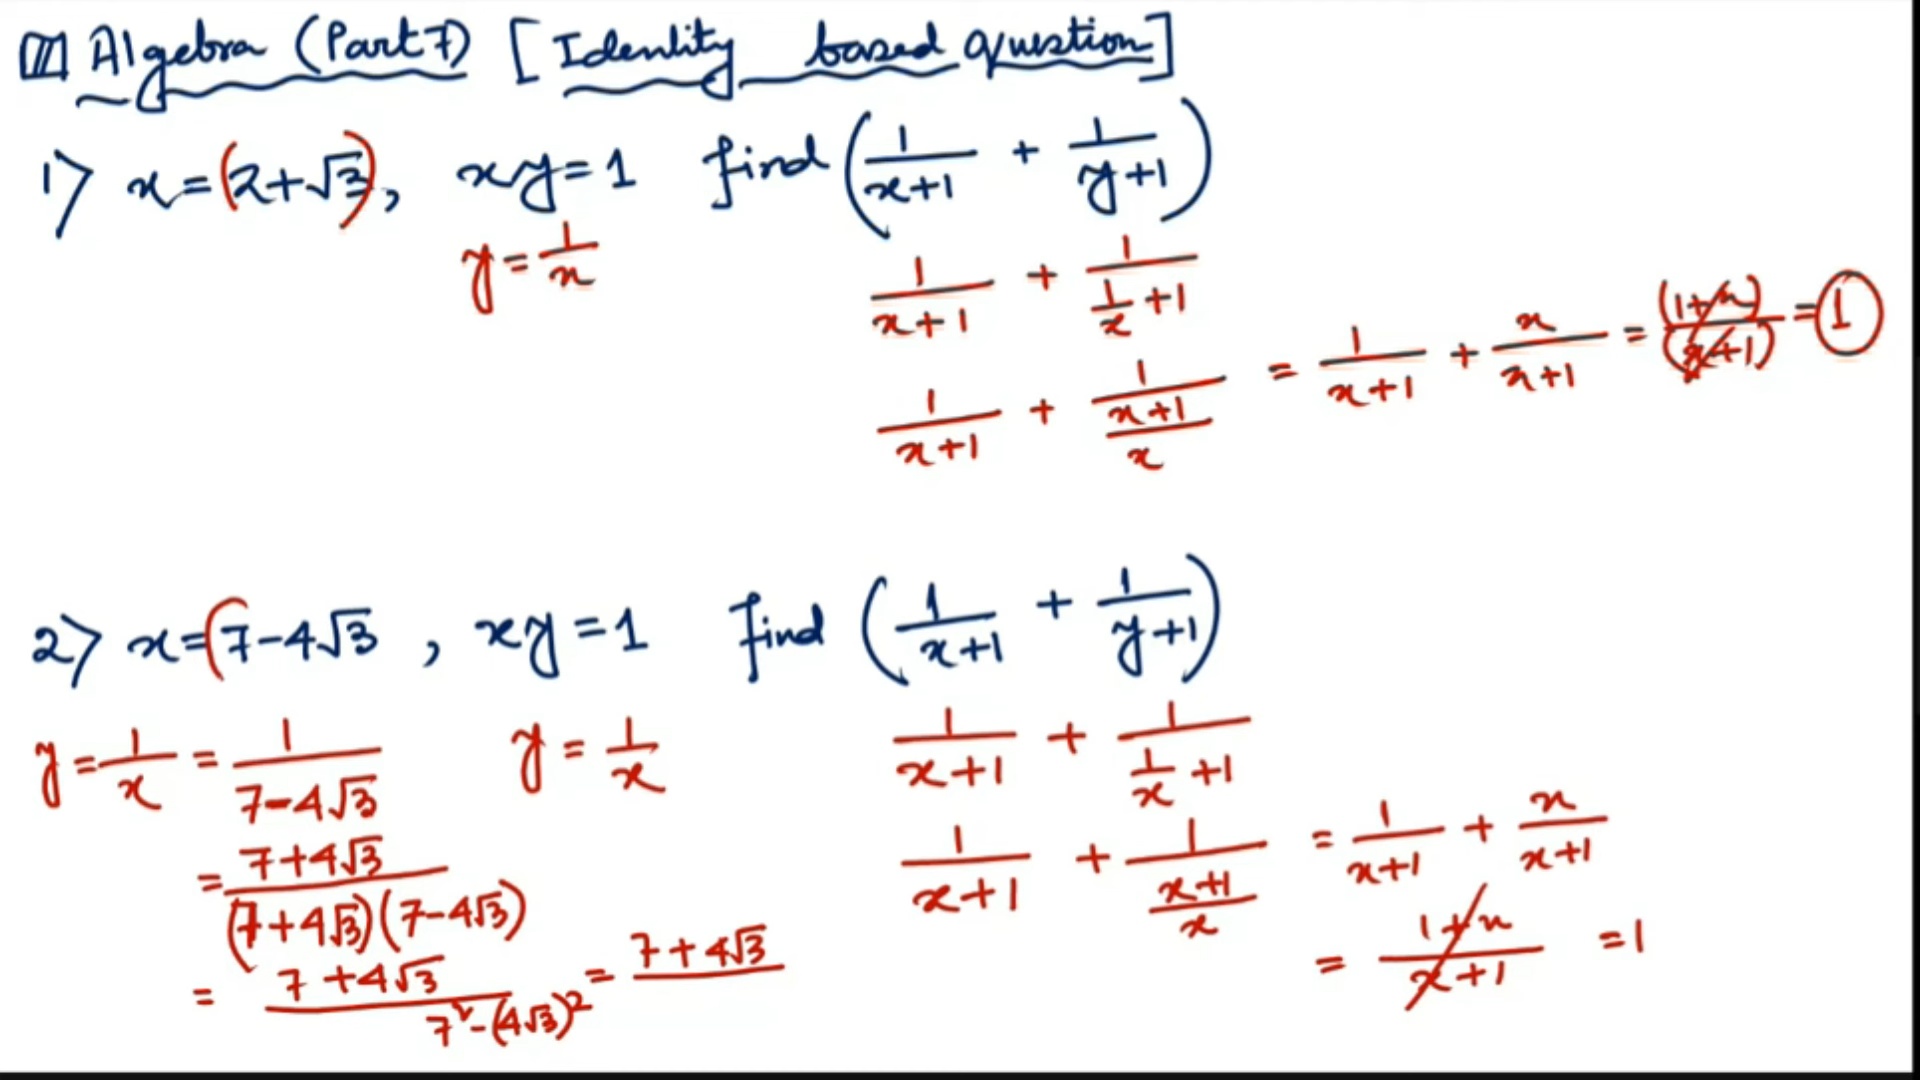 Algebra (Part 7) [Identity based question]
1> x=(2+√3), xy=1 find (1/(x+1) + 1/(y+1))
y = 1/x
1/(x+1) + 1/(1/x +1)
1/(x+1) + 1/((x+1)/x) = 1/(x+1) + x/(x+1) = (1+x)/(x+1) = 1
2> x=(7-4√3 , xy=1 find (1/(x+1) + 1/(y+1))
y = 1/x = 1/(7-4√3)
y = 1/x
1/(x+1) + 1/(1/x +1)
= (7+4√3)/((7+4√3)(7-4√3))
1/(x+1) + 1/((x+1)/x) = 1/(x+1) + x/(x+1)
= (7+4√3)/(7²-(4√3)²) = 7+4√3
= (1+x)/(x+1) = 1